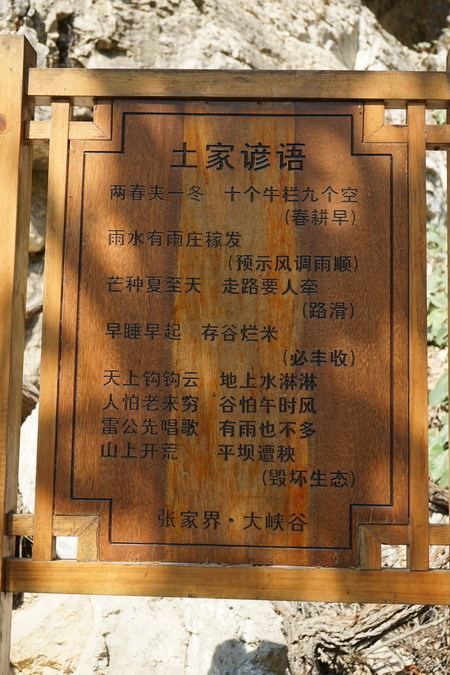 土家谚语
两春夹一冬 十个牛栏九个空
(春耕早)
雨水有雨庄稼发
(预示风调雨顺)
芒种夏至天 走路要人牵
(路滑)
早睡早起 存谷烂米
(必丰收)
天上钩钩云 地上水淋淋
人怕老来穷 谷怕午时风
雷公先唱歌 有雨也不多
山上开荒 平坝遭秧
(毁坏生态)
张家界·大峡谷